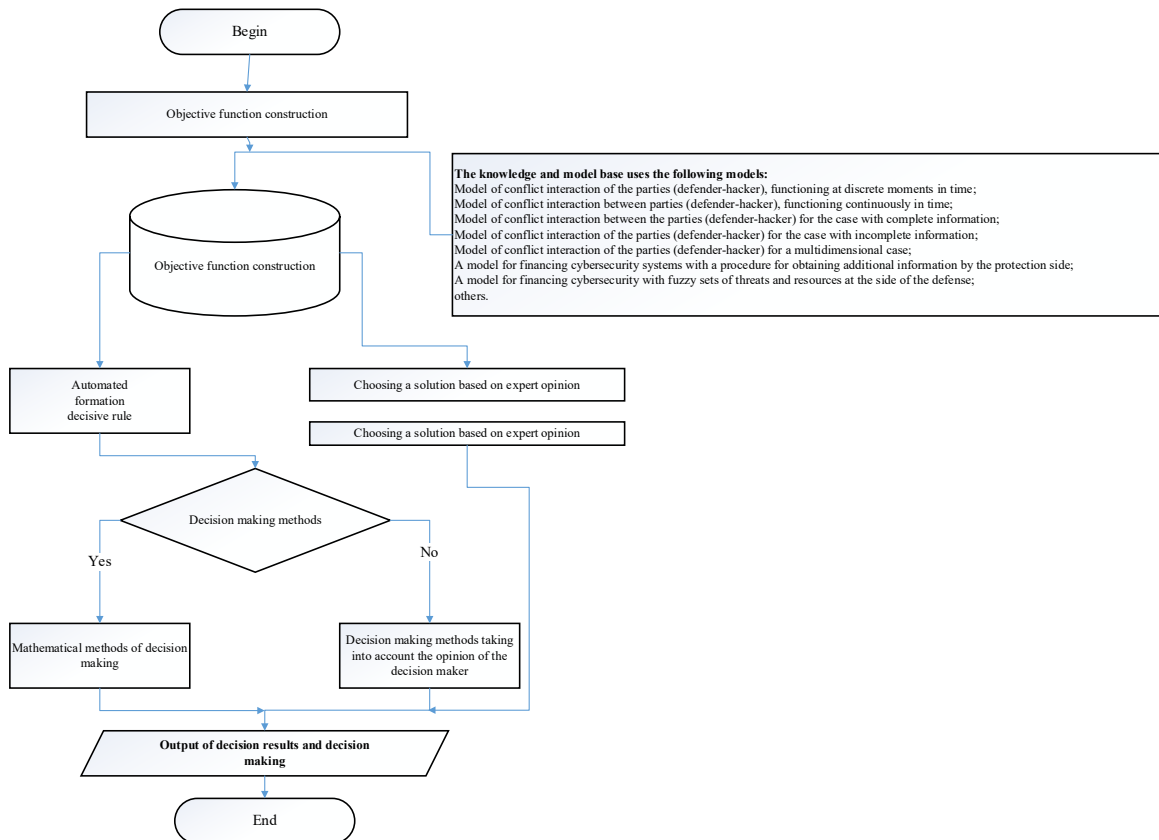 Begin
Objective function construction
The knowledge and model base uses the following models:
Model of conflict interaction of the parties (defender-hacker), functioning at discrete moments in time;
Model of conflict interaction between parties (defender-hacker), functioning continuously in time;
Model of conflict interaction between the parties (defender-hacker) for the case with complete information;
Model of conflict interaction of the parties (defender-hacker) for the case with incomplete information;
Model of conflict interaction of the parties (defender-hacker) for a multidimensional case;
A model for financing cybersecurity systems with a procedure for obtaining additional information by the protection side;
A model for financing cybersecurity with fuzzy sets of threats and resources at the side of the defense;
others.
Objective function construction
Automated
formation
decisive rule
Choosing a solution based on expert opinion
Choosing a solution based on expert opinion
Decision making methods
Yes
No
Mathematical methods of decision
making
Decision making methods taking
into account the opinion of the
decision maker
Output of decision results and decision
making
End